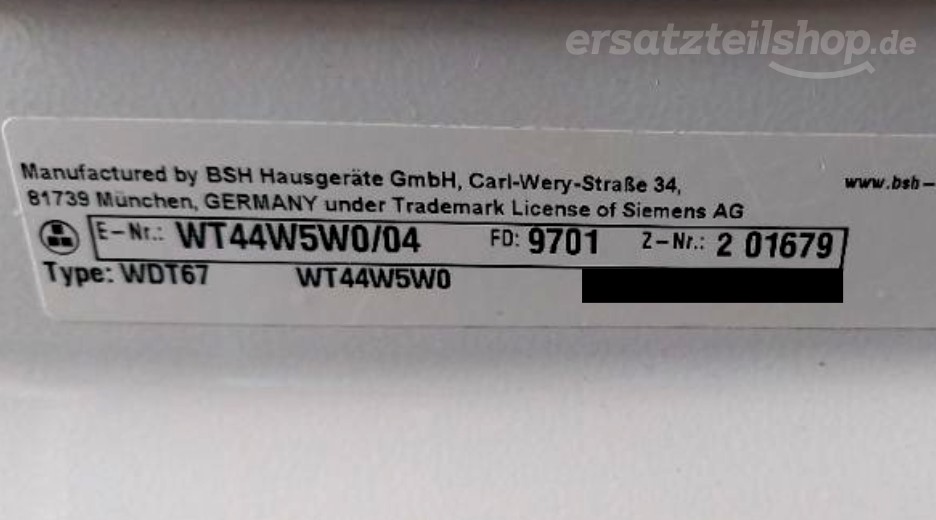 ersatzteilshop.de
Manufactured by BSH Hausgeräte GmbH, Carl-Wery-Straße 34, www.bsh-
81739 München, GERMANY under Trademark License of Siemens AG
E-Nr.: WT44W5W0/04 FD: 9701 Z-Nr.: 2 01679
Type: WDT67 WT44W5W0